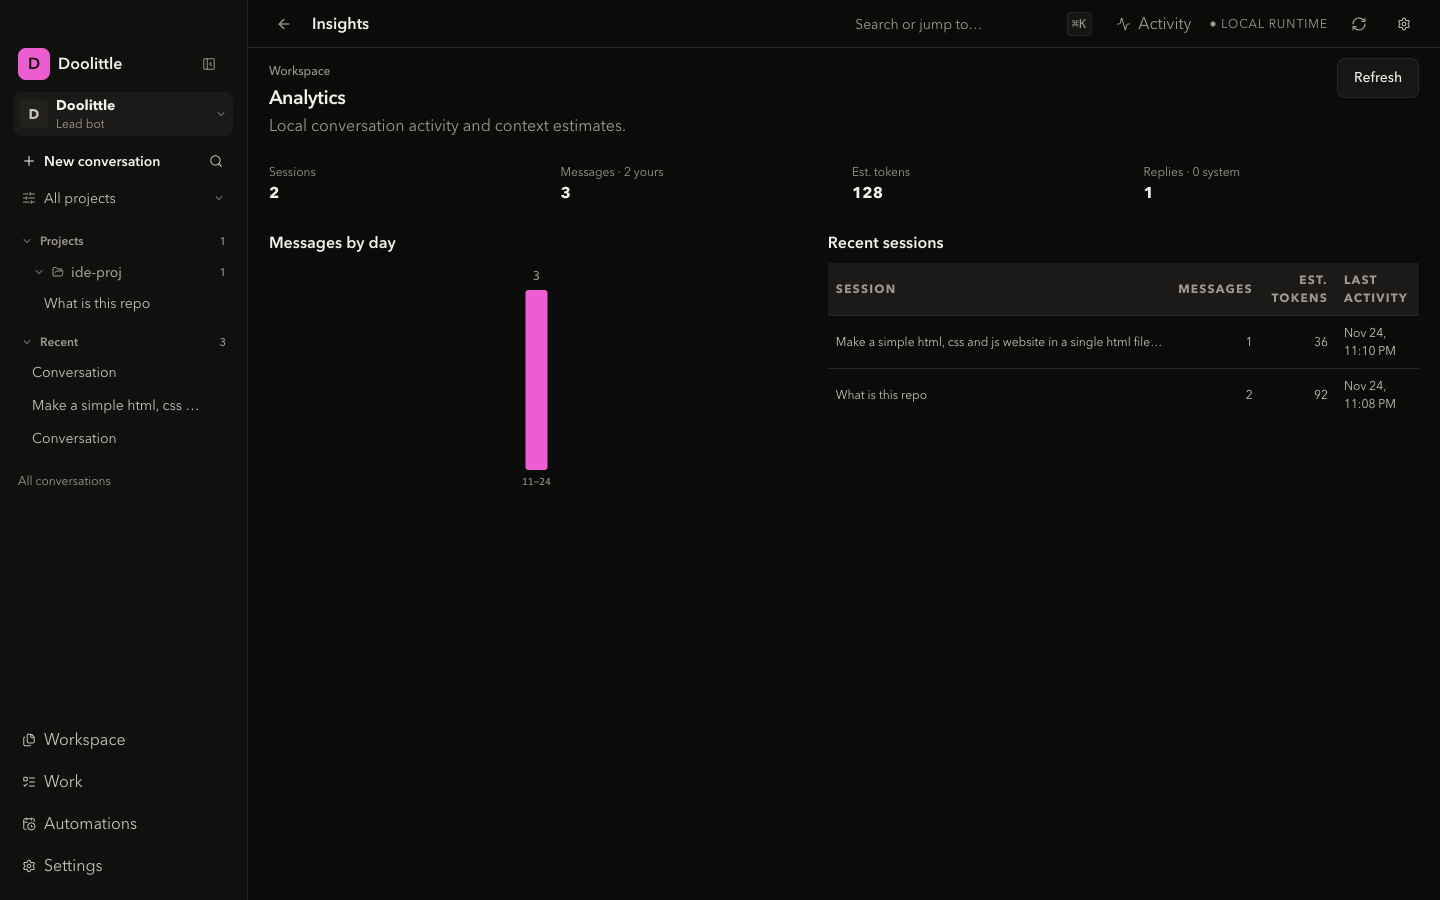 Insights
Search or jump to…
⌘K
Activity
LOCAL RUNTIME
D
Doolittle
D
Doolittle
Lead bot
New conversation
All projects
Projects
1
ide-proj
1
What is this repo
Recent
3
Conversation
Make a simple html, css …
Conversation
All conversations
Workspace
Work
Automations
Settings
Workspace
Analytics
Local conversation activity and context estimates.
Refresh
Sessions
2
Messages · 2 yours
3
Est. tokens
128
Replies · 0 system
1
Messages by day
3
11–24
Recent sessions
SESSION
MESSAGES
EST. TOKENS
LAST ACTIVITY
Make a simple html, css and js website in a single html file…
1
36
Nov 24, 11:10 PM
What is this repo
2
92
Nov 24, 11:08 PM